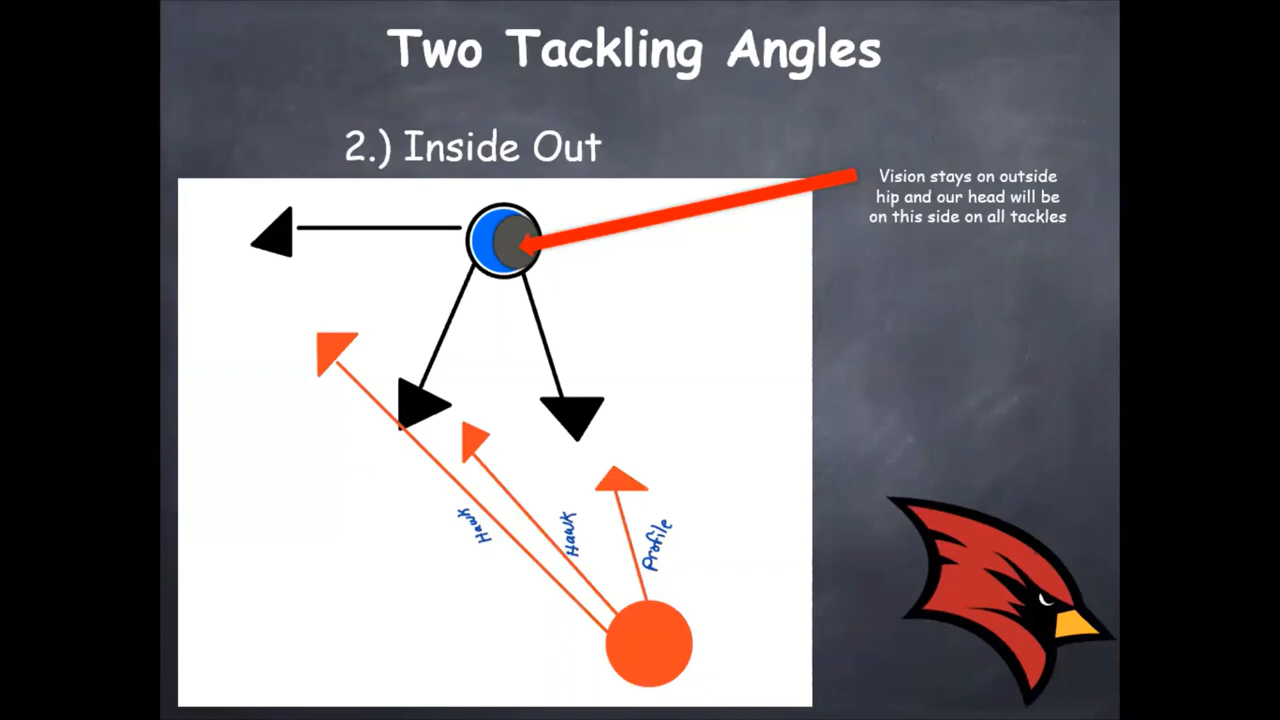 Two Tackling Angles
2.) Inside Out
Vision stays on outside
hip and our head will be
on this side on all tackles
Hawk
Hawk
Profile